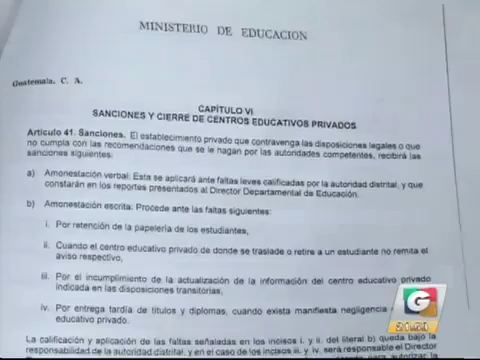 MINISTERIO DE EDUCACION
Guatemala, C. A.
CAPÍTULO VI
SANCIONES Y CIERRE DE CENTROS EDUCATIVOS PRIVADOS
Artículo 41. Sanciones. El establecimiento privado que contravenga las disposiciones legales o que
no cumpla con las recomendaciones que se le hagan por las autoridades competentes, recibirá las
sanciones siguientes:
a) Amonestación verbal: Esta se aplicará ante faltas leves calificadas por la autoridad distrital, y que
constarán en los reportes presentados al Director Departamental de Educación.
b) Amonestación escrita: Procede ante las faltas siguientes:
i. Por retención de la papelería de los estudiantes,
ii. Cuando el centro educativo privado de donde se traslade o retire a un estudiante no remita el
aviso respectivo,
iii. Por el incumplimiento de la actualización de la información del centro educativo privado
indicada en las disposiciones transitorias,
iv. Por entrega tardía de títulos y diplomas, cuando exista manifiesta negligencia
educativo privado.
La calificación y aplicación de las faltas señaladas en los incisos i. y ii. del literal b) queda bajo la
responsabilidad de la autoridad distrital, y en el caso de los incisos iii. y iv. será responsable el Director
G